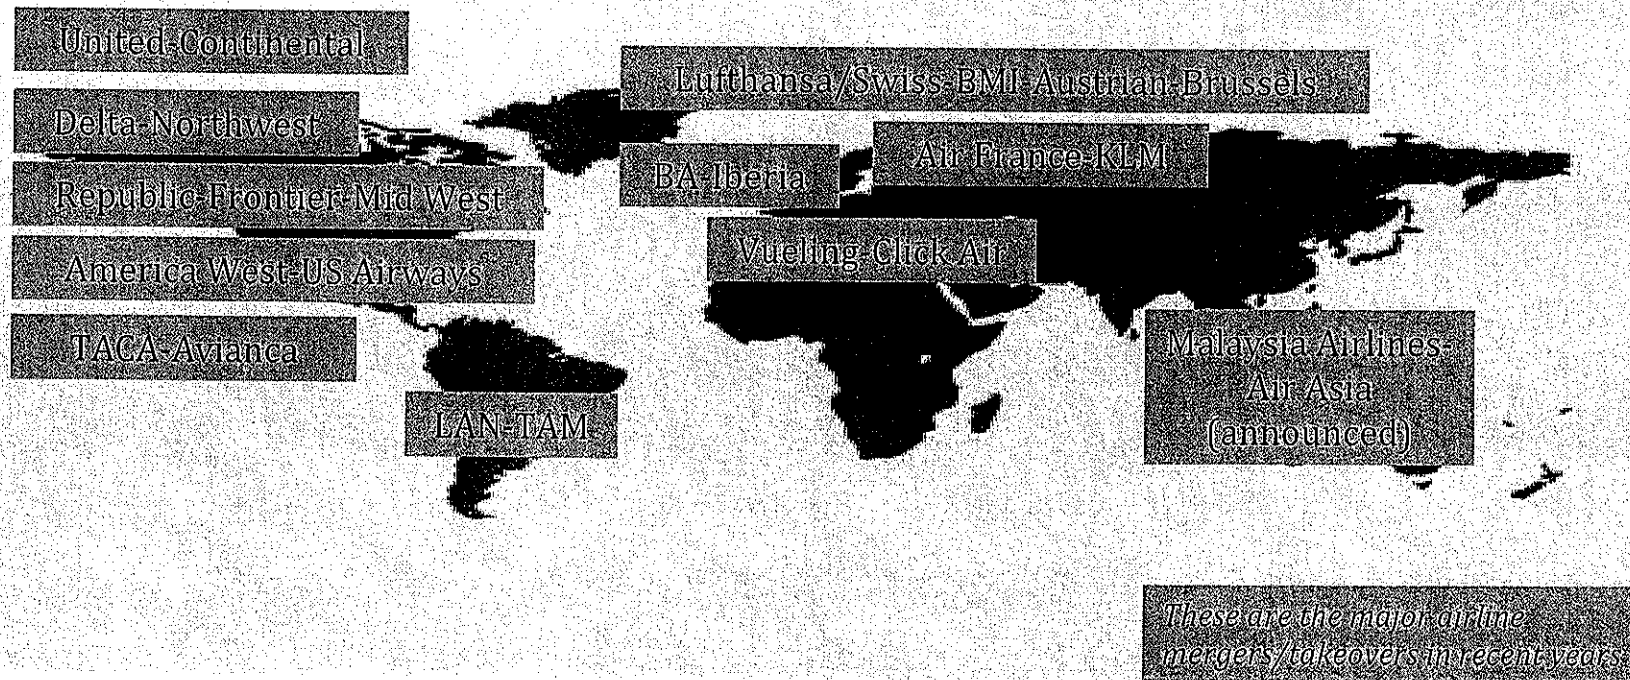 United-Continental
Lufthansa/Swiss-BMI-Austrian-Brussels
Delta-Northwest
Air France-KLM
BA-Iberia
Republic-Frontier-Mid West
Vueling-Click Air
America West-US Airways
TACA-Avianca
Malaysia Airlines-
Air Asia
(announced)
LAN-TAM
These are the major airline
mergers/takeovers in recent years